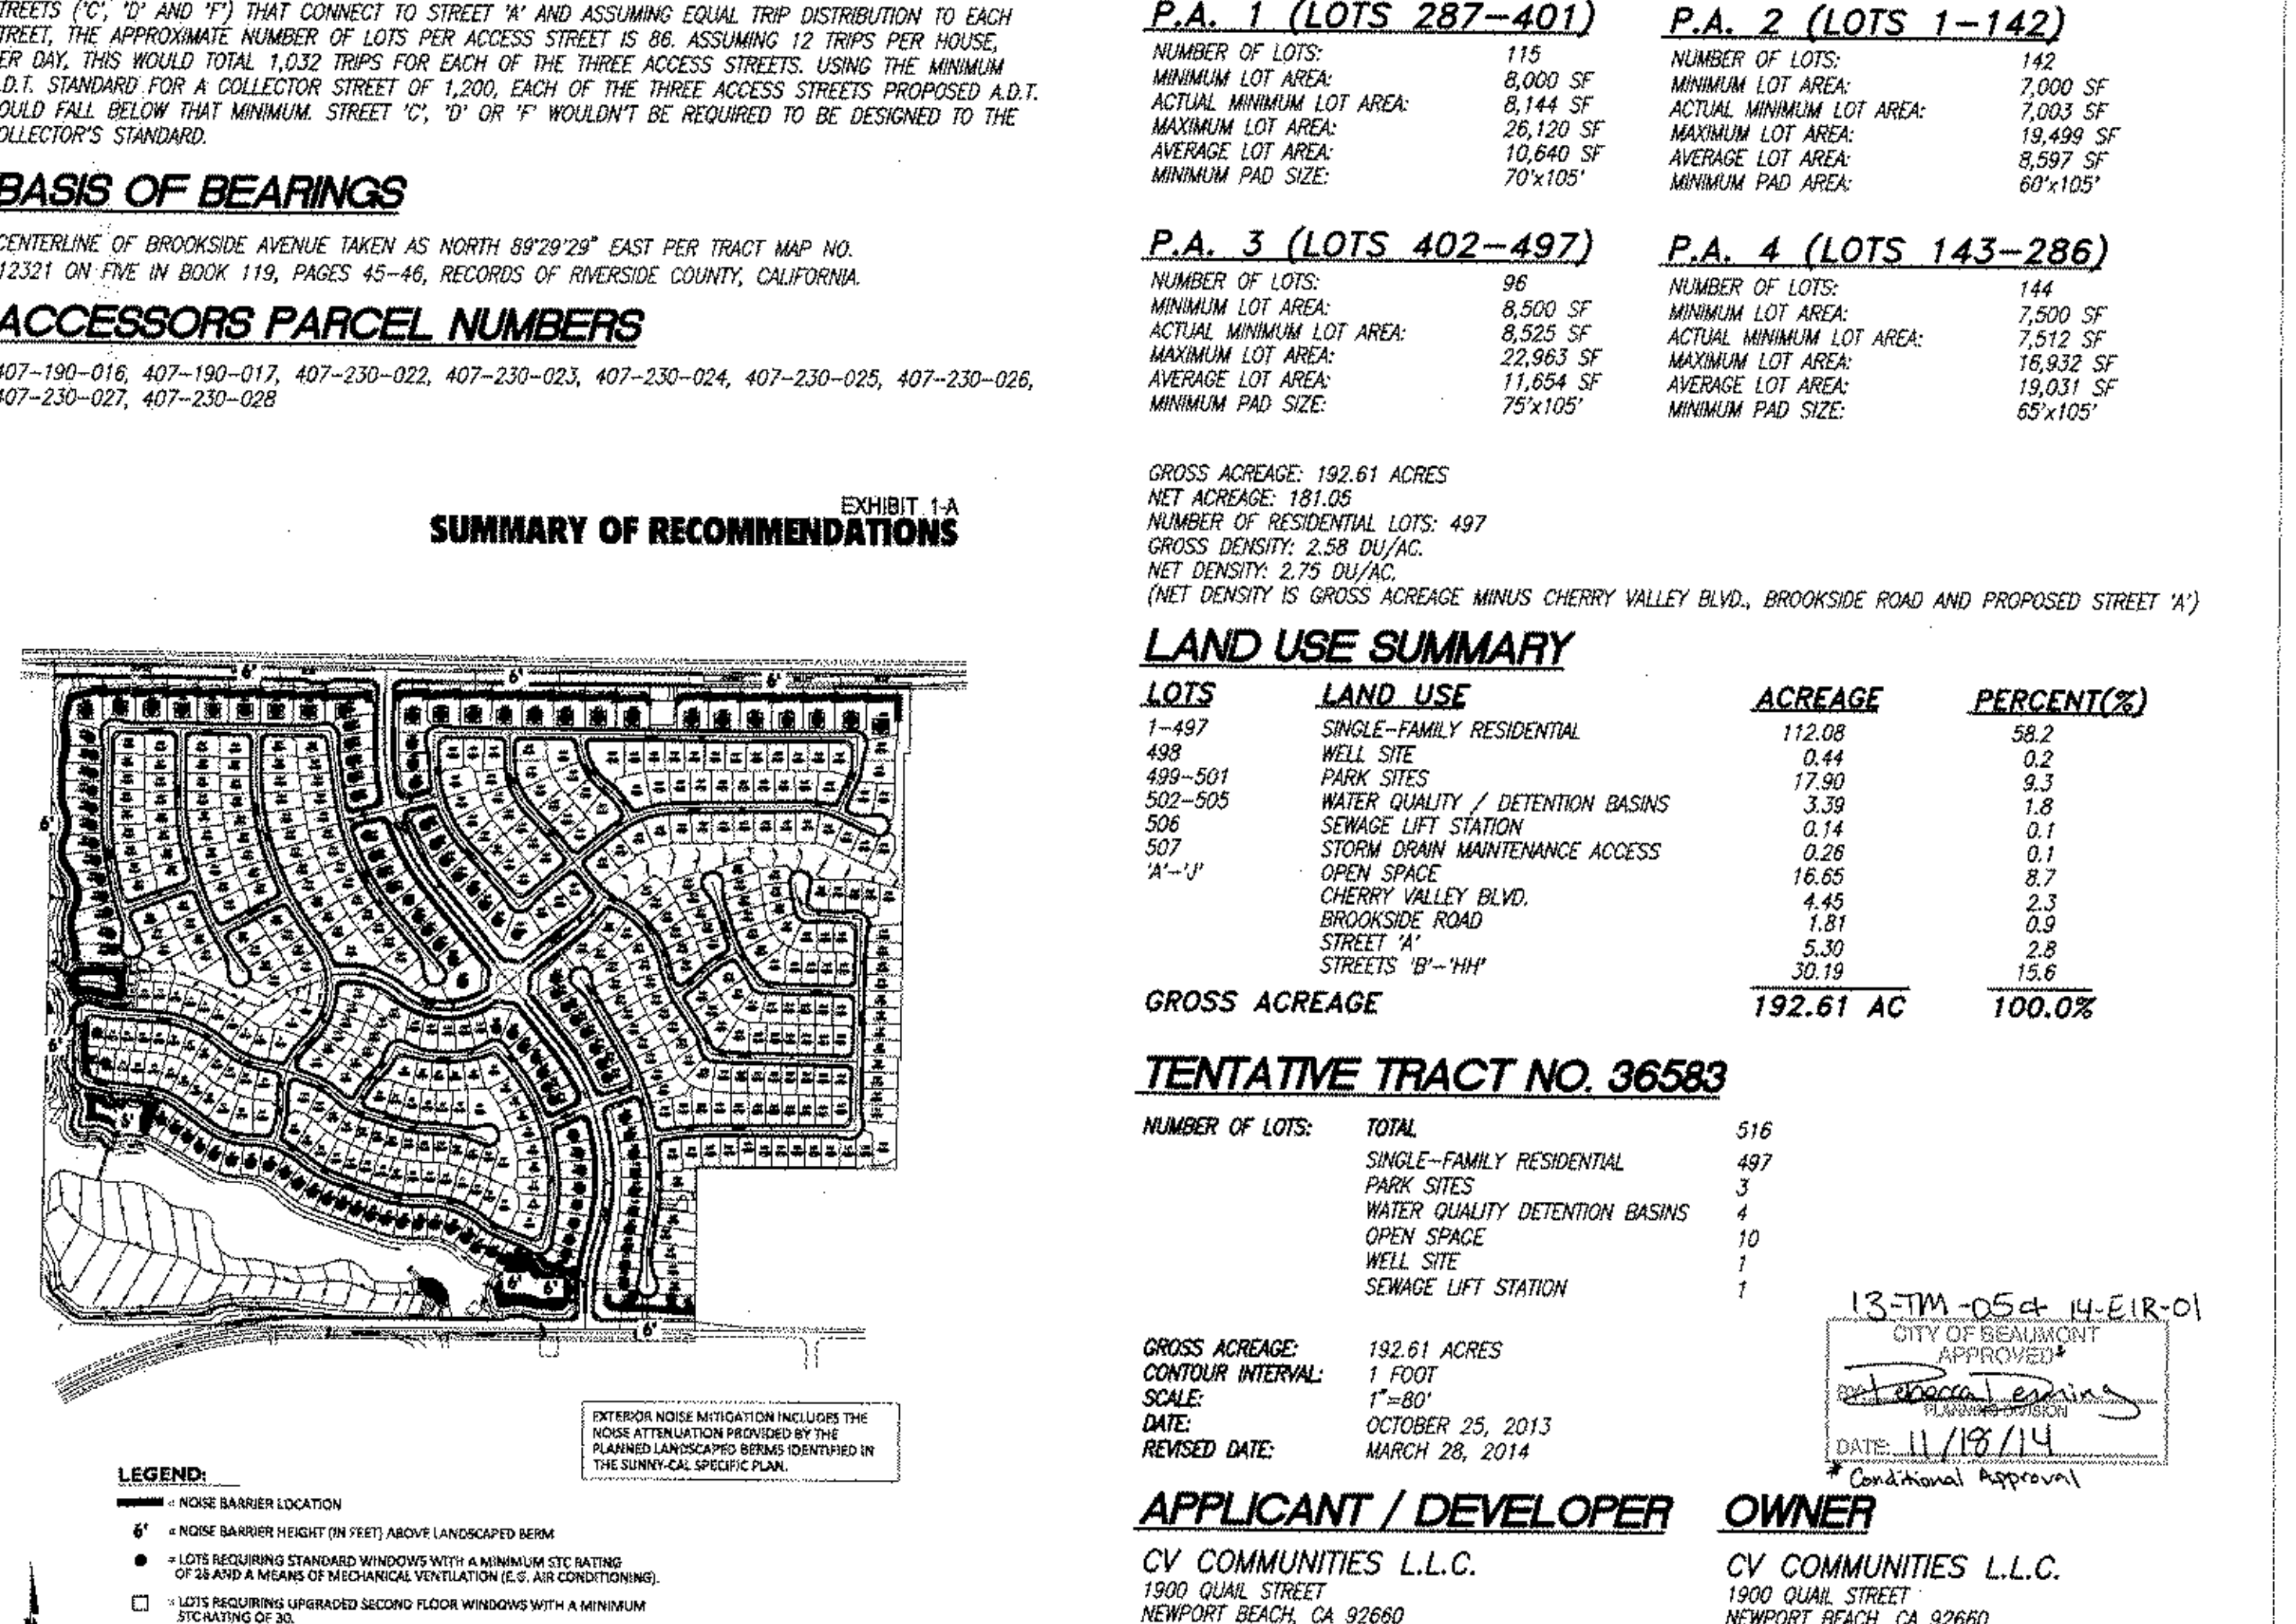 TREETS ('C', 'D' AND 'F') THAT CONNECT TO STREET 'A' AND ASSUMING EQUAL TRIP DISTRIBUTION TO EACH
TREET, THE APPROXIMATE NUMBER OF LOTS PER ACCESS STREET IS 86. ASSUMING 12 TRIPS PER HOUSE,
ER DAY, THIS WOULD TOTAL 1,032 TRIPS FOR EACH OF THE THREE ACCESS STREETS. USING THE MINIMUM
.D.T. STANDARD FOR A COLLECTOR STREET OF 1,200, EACH OF THE THREE ACCESS STREETS PROPOSED A.D.T.
OULD FALL BELOW THAT MINIMUM. STREET 'C', 'D' OR 'F' WOULDN'T BE REQUIRED TO BE DESIGNED TO THE
OLLECTOR'S STANDARD.
BASIS OF BEARINGS
CENTERLINE OF BROOKSIDE AVENUE TAKEN AS NORTH 89°29'29" EAST PER TRACT MAP NO.
12321 ON FIVE IN BOOK 119, PAGES 45-46, RECORDS OF RIVERSIDE COUNTY, CALIFORNIA.
ACCESSORS PARCEL NUMBERS
407-190-016, 407-190-017, 407-230-022, 407-230-023, 407-230-024, 407-230-025, 407-230-026,
407-230-027, 407-230-028
EXHIBIT 1-A
SUMMARY OF RECOMMENDATIONS
6' 6' 6'
6'
6'
6'
6' 6'
6'
EXTERIOR NOISE MITIGATION INCLUDES THE
NOISE ATTENUATION PROVIDED BY THE
PLANNED LANDSCAPED BERMS IDENTIFIED IN
THE SUNNY-CAL SPECIFIC PLAN.
LEGEND:
= NOISE BARRIER LOCATION
6' = NOISE BARRIER HEIGHT (IN FEET) ABOVE LANDSCAPED BERM
= LOTS REQUIRING STANDARD WINDOWS WITH A MINIMUM STC RATING
OF 26 AND A MEANS OF MECHANICAL VENTILATION (E.G. AIR CONDITIONING).
= LOTS REQUIRING UPGRADED SECOND FLOOR WINDOWS WITH A MINIMUM
STC RATING OF 30.
P.A. 1 (LOTS 287-401)
NUMBER OF LOTS: 115
MINIMUM LOT AREA: 8,000 SF
ACTUAL MINIMUM LOT AREA: 8,144 SF
MAXIMUM LOT AREA: 26,120 SF
AVERAGE LOT AREA: 10,640 SF
MINIMUM PAD SIZE: 70'x105'
P.A. 2 (LOTS 1-142)
NUMBER OF LOTS: 142
MINIMUM LOT AREA: 7,000 SF
ACTUAL MINIMUM LOT AREA: 7,003 SF
MAXIMUM LOT AREA: 19,499 SF
AVERAGE LOT AREA: 8,597 SF
MINIMUM PAD AREA: 60'x105'
P.A. 3 (LOTS 402-497)
NUMBER OF LOTS: 96
MINIMUM LOT AREA: 8,500 SF
ACTUAL MINIMUM LOT AREA: 8,525 SF
MAXIMUM LOT AREA: 22,963 SF
AVERAGE LOT AREA: 11,654 SF
MINIMUM PAD SIZE: 75'x105'
P.A. 4 (LOTS 143-286)
NUMBER OF LOTS: 144
MINIMUM LOT AREA: 7,500 SF
ACTUAL MINIMUM LOT AREA: 7,512 SF
MAXIMUM LOT AREA: 16,932 SF
AVERAGE LOT AREA: 19,031 SF
MINIMUM PAD SIZE: 65'x105'
GROSS ACREAGE: 192.61 ACRES
NET ACREAGE: 181.05
NUMBER OF RESIDENTIAL LOTS: 497
GROSS DENSITY: 2.58 DU/AC.
NET DENSITY: 2.75 DU/AC.
(NET DENSITY IS GROSS ACREAGE MINUS CHERRY VALLEY BLVD., BROOKSIDE ROAD AND PROPOSED STREET 'A')
LAND USE SUMMARY
LOTS LAND USE ACREAGE PERCENT(%)
1-497 SINGLE-FAMILY RESIDENTIAL 112.08 58.2
498 WELL SITE 0.44 0.2
499-501 PARK SITES 17.90 9.3
502-505 WATER QUALITY / DETENTION BASINS 3.39 1.8
506 SEWAGE LIFT STATION 0.14 0.1
507 STORM DRAIN MAINTENANCE ACCESS 0.26 0.1
'A'-'J' OPEN SPACE 16.65 8.7
CHERRY VALLEY BLVD. 4.45 2.3
BROOKSIDE ROAD 1.81 0.9
STREET 'A' 5.30 2.8
STREETS 'B'-'HH' 30.19 15.6
GROSS ACREAGE 192.61 AC 100.0%
TENTATIVE TRACT NO. 36583
NUMBER OF LOTS: TOTAL 516
SINGLE-FAMILY RESIDENTIAL 497
PARK SITES 3
WATER QUALITY DETENTION BASINS 4
OPEN SPACE 10
WELL SITE 1
SEWAGE LIFT STATION 1
GROSS ACREAGE: 192.61 ACRES
CONTOUR INTERVAL: 1 FOOT
SCALE: 1"=80'
DATE: OCTOBER 25, 2013
REVISED DATE: MARCH 28, 2014
13-TM-05 & 14-EIR-01
CITY OF BEAUMONT
APPROVED*
Rebecca Deming
PLANNING DIVISION
DATE: 11/18/14
* Conditional Approval
APPLICANT / DEVELOPER
CV COMMUNITIES L.L.C.
1900 QUAIL STREET
NEWPORT BEACH, CA 92660
OWNER
CV COMMUNITIES L.L.C.
1900 QUAIL STREET
NEWPORT BEACH, CA 92660